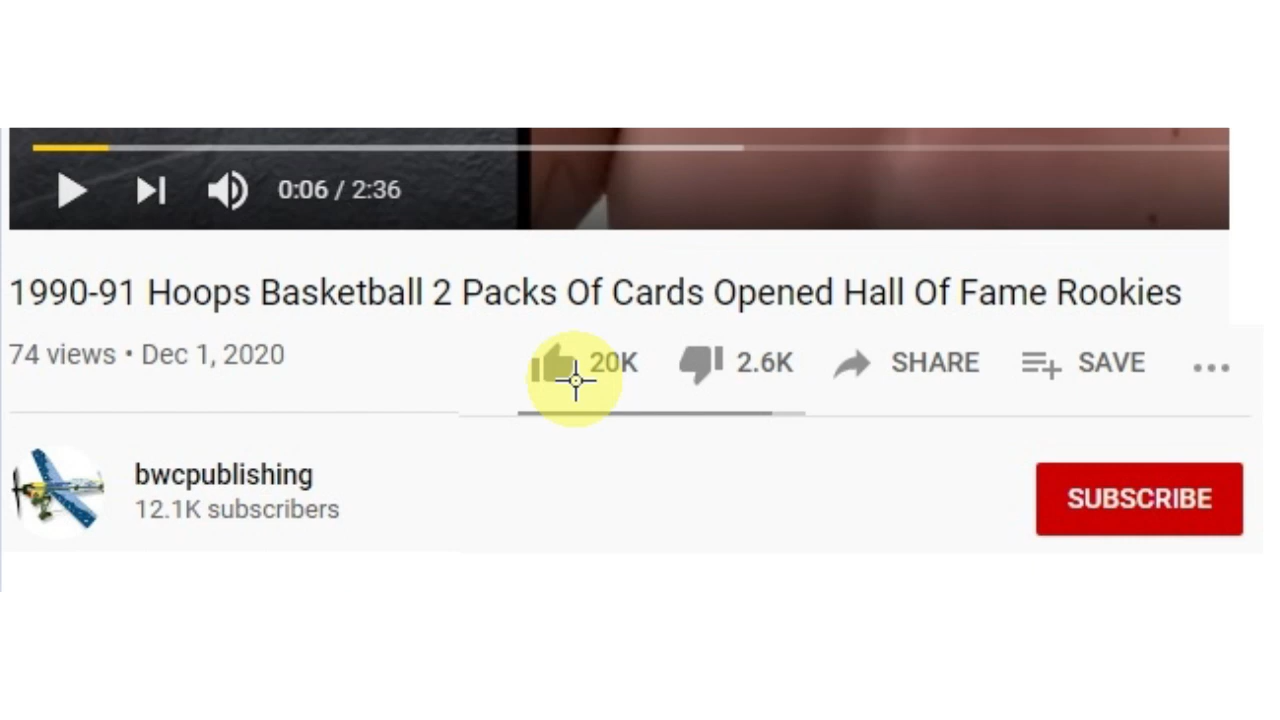 0:06 / 2:36
1990-91 Hoops Basketball 2 Packs Of Cards Opened Hall Of Fame Rookies
74 views • Dec 1, 2020
20K 2.6K SHARE SAVE
bwcpublishing
12.1K subscribers
SUBSCRIBE